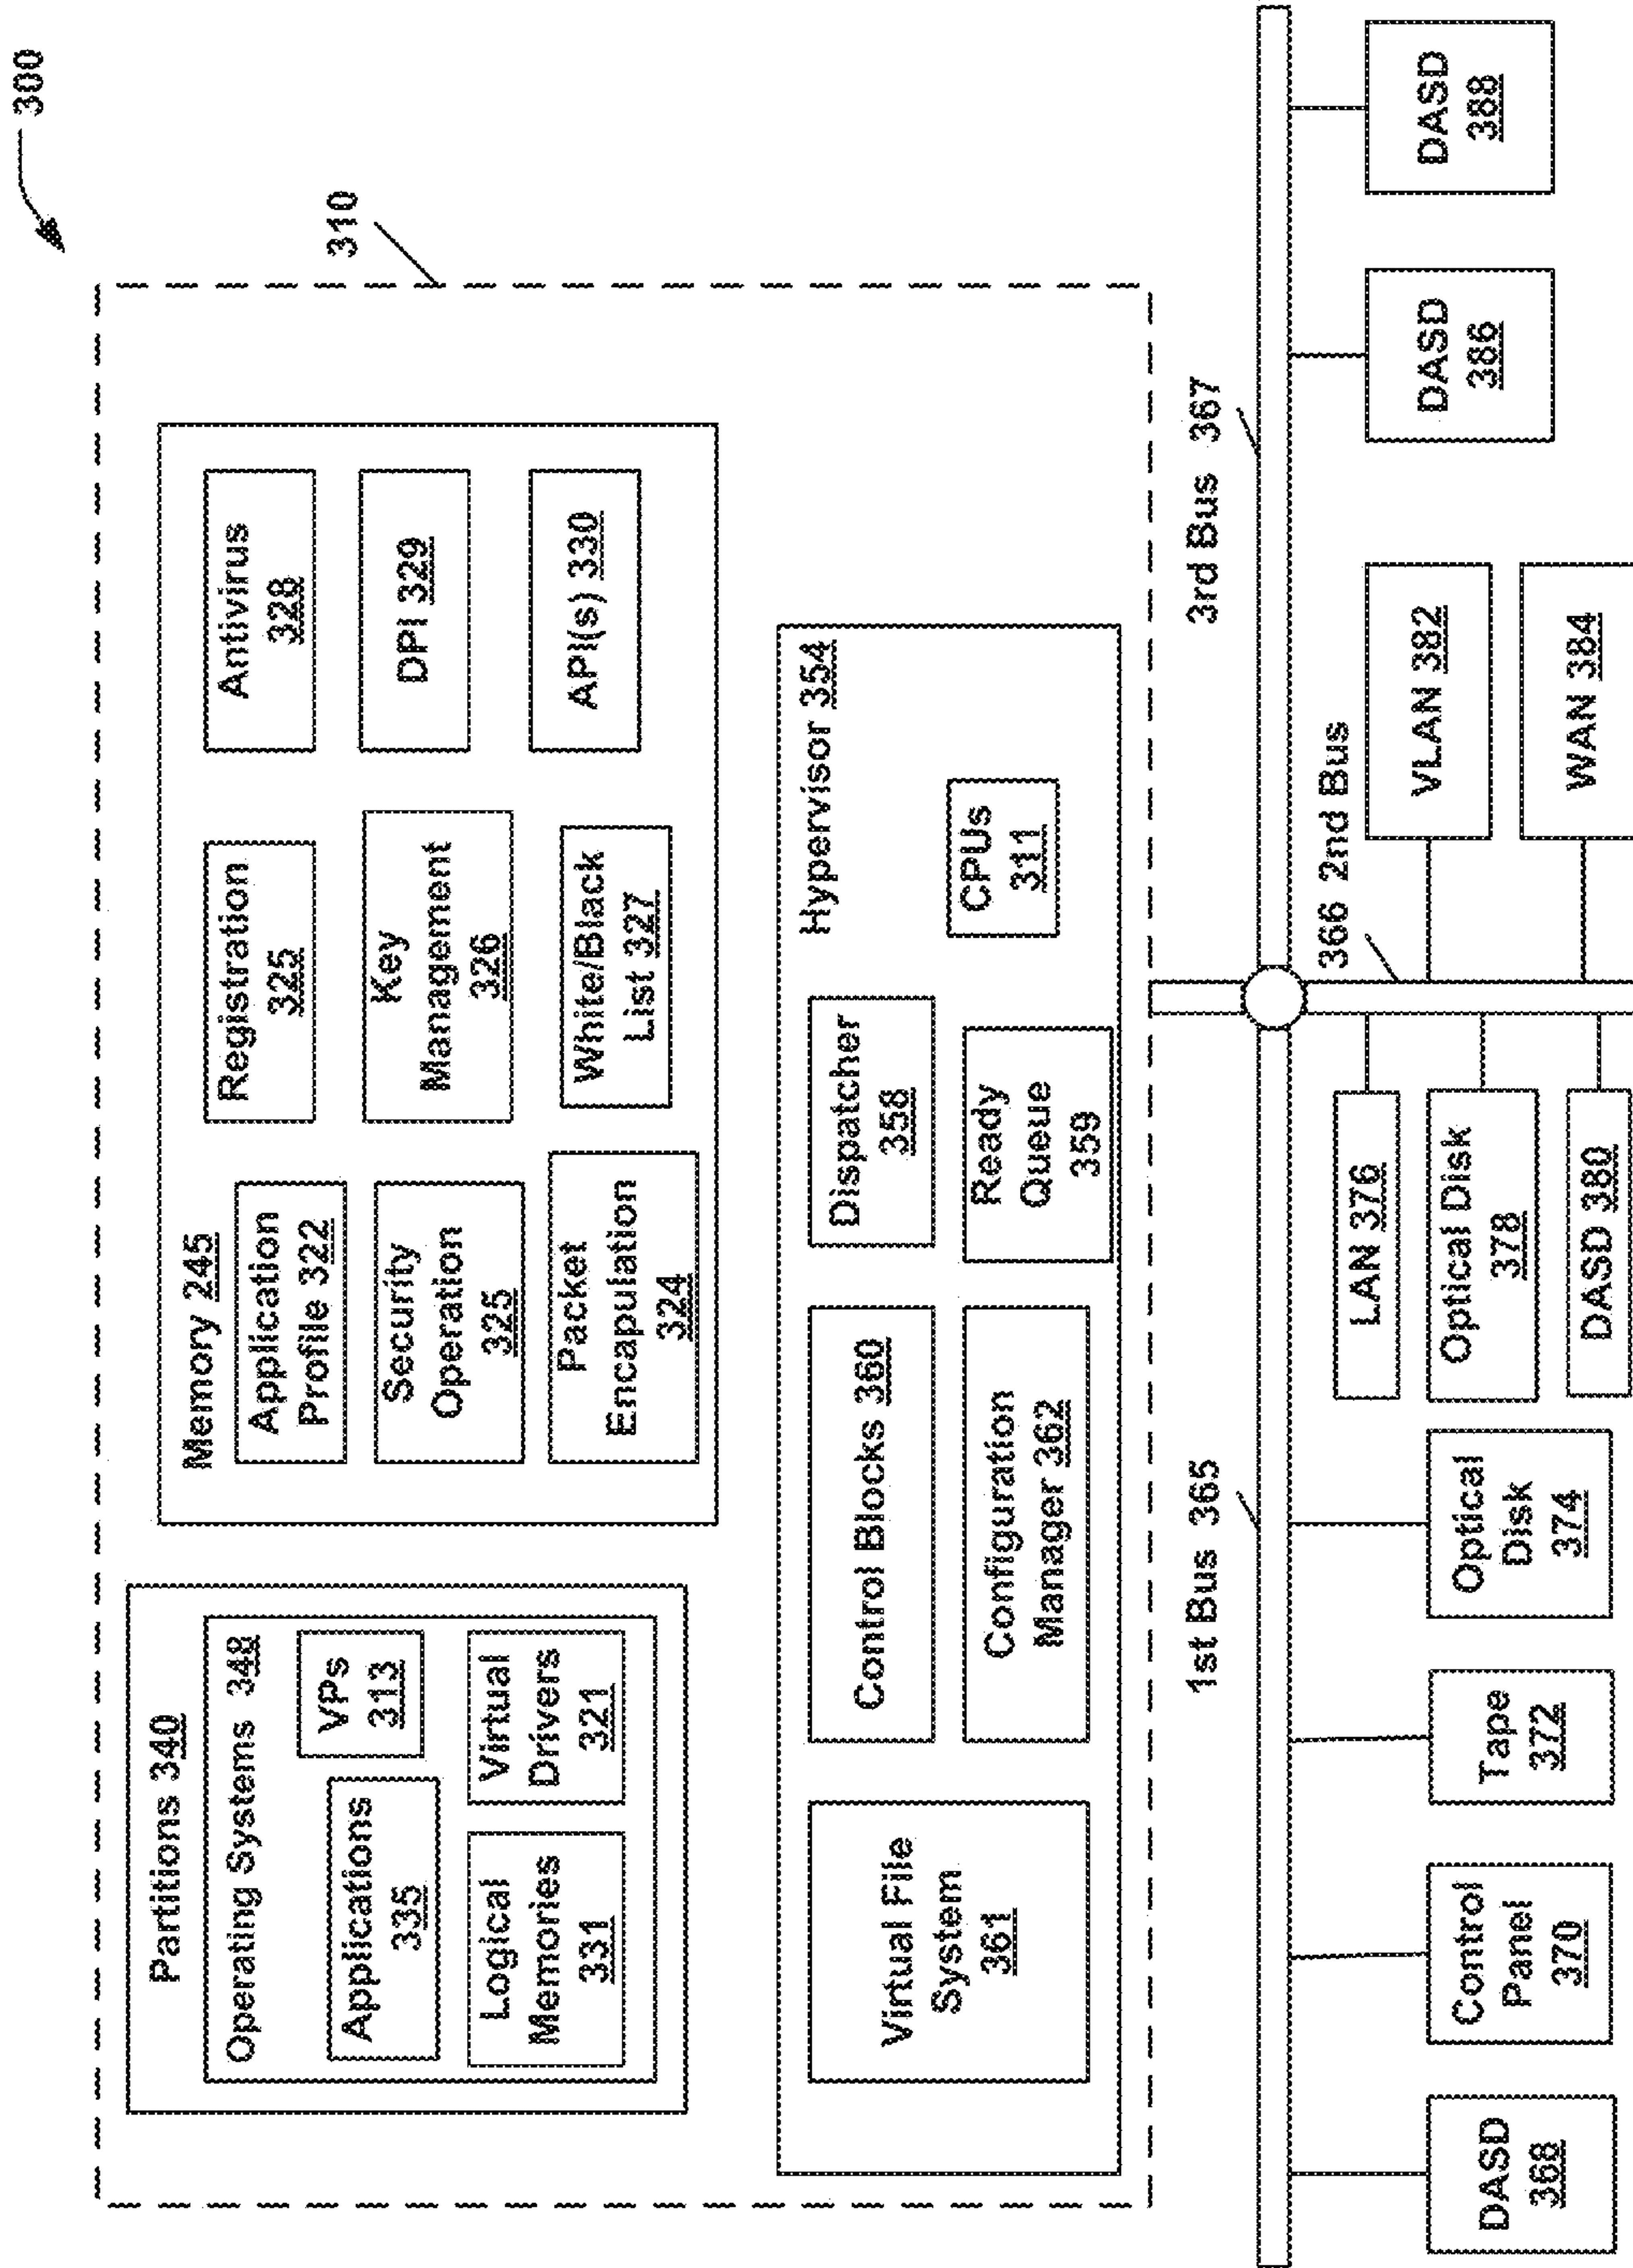 300
310
Partitions 340
Operating Systems 348
VPs
313
Applications
335
Logical
Memories
331
Virtual
Drivers
321
Memory 245
Application
Profile 322
Registration
325
Antivirus
328
Security
Operation
325
Key
Management
326
DPI 329
Packet
Encapulation
324
White/Black
List 327
API(s) 330
Hypervisor 354
Virtual File
System
361
Control Blocks 360
Dispatcher
358
CPUs
311
Configuration
Manager 362
Ready
Queue
359
1st Bus 365
3rd Bus 367
366 2nd Bus
DASD
368
Control
Panel
370
Tape
372
Optical
Disk
374
LAN 376
Optical Disk
378
DASD 380
VLAN 382
WAN 384
DASD
386
DASD
388